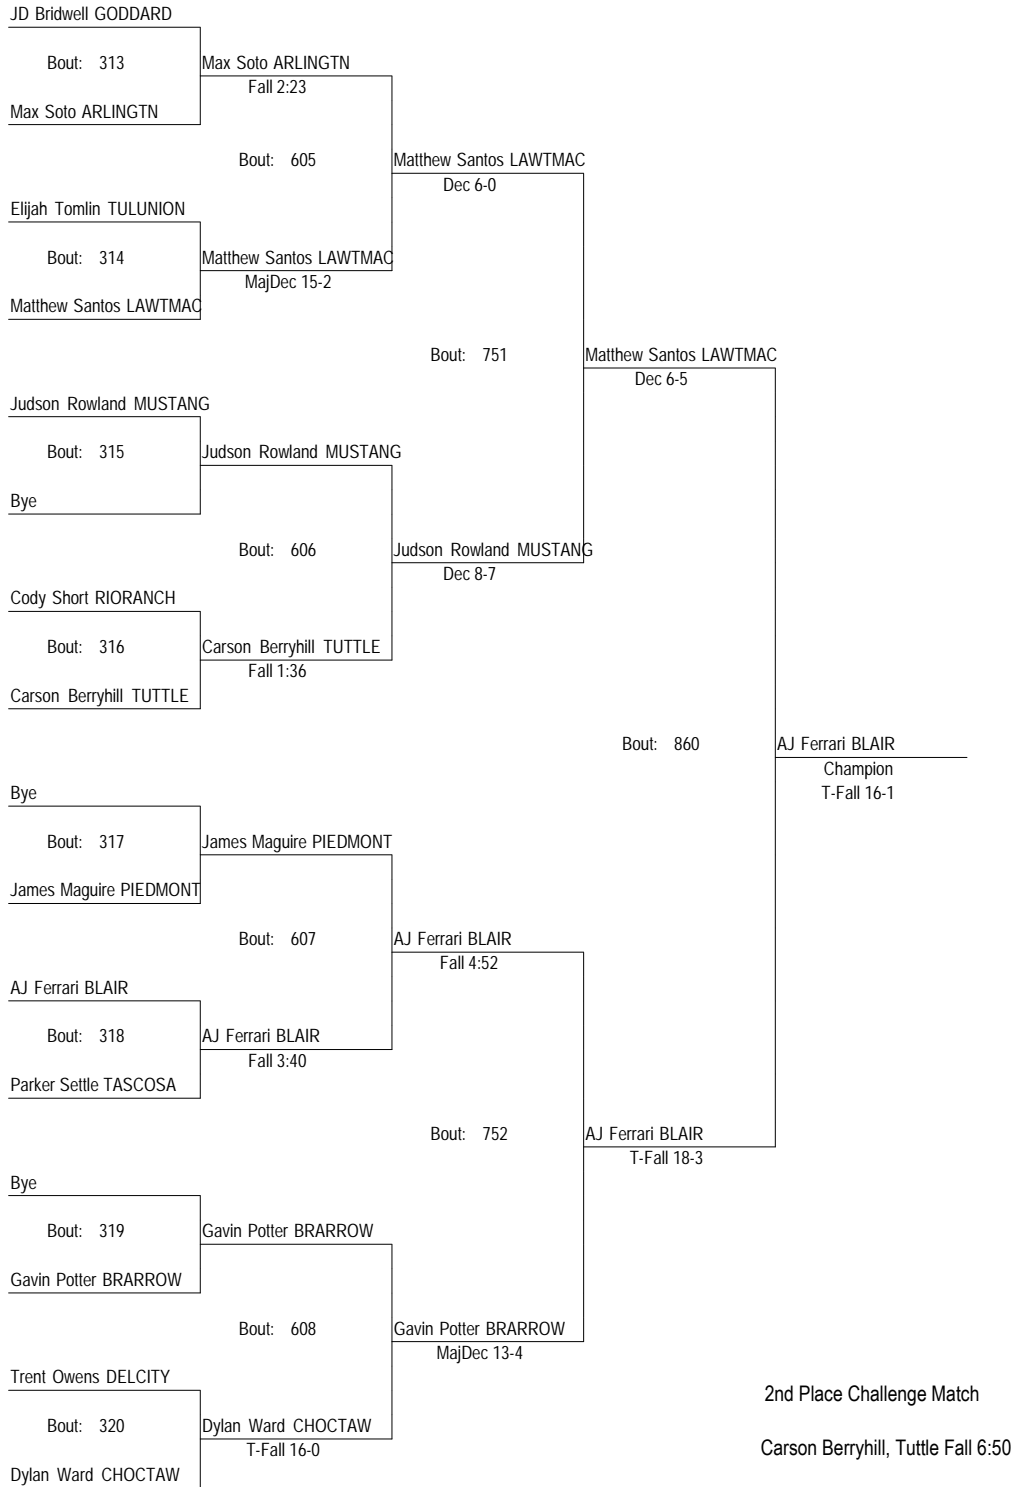 JD Bridwell GODDARD
Bout: 313
Max Soto ARLINGTN
Fall 2:23
Max Soto ARLINGTN
Bout: 605
Matthew Santos LAWTMAC
Dec 6-0
Elijah Tomlin TULUNION
Bout: 314
Matthew Santos LAWTMAC
MajDec 15-2
Matthew Santos LAWTMAC
Bout: 751
Matthew Santos LAWTMAC
Dec 6-5
Judson Rowland MUSTANG
Bout: 315
Judson Rowland MUSTANG
Bye
Bout: 606
Judson Rowland MUSTANG
Dec 8-7
Cody Short RIORANCH
Bout: 316
Carson Berryhill TUTTLE
Fall 1:36
Carson Berryhill TUTTLE
Bout: 860
AJ Ferrari BLAIR
Champion
T-Fall 16-1
Bye
Bout: 317
James Maguire PIEDMONT
James Maguire PIEDMONT
Bout: 607
AJ Ferrari BLAIR
Fall 4:52
AJ Ferrari BLAIR
Bout: 318
AJ Ferrari BLAIR
Fall 3:40
Parker Settle TASCOSA
Bout: 752
AJ Ferrari BLAIR
T-Fall 18-3
Bye
Bout: 319
Gavin Potter BRARROW
Gavin Potter BRARROW
Bout: 608
Gavin Potter BRARROW
MajDec 13-4
Trent Owens DELCITY
Bout: 320
Dylan Ward CHOCTAW
T-Fall 16-0
Dylan Ward CHOCTAW
2nd Place Challenge Match
Carson Berryhill, Tuttle Fall 6:50